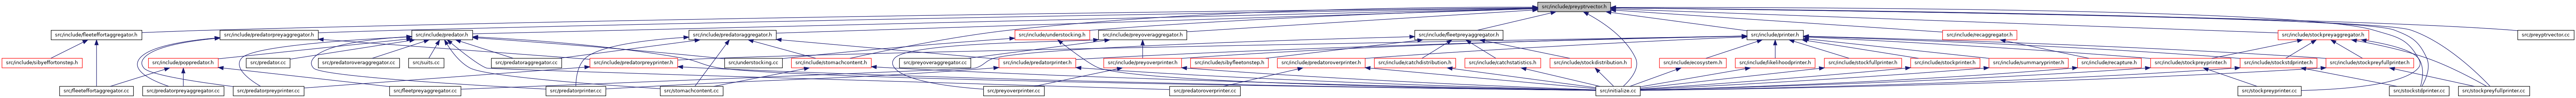 src/include/preyptrvector.h
src/include/fleeteffortaggregator.h
src/include/predatorpreyaggregator.h
src/include/predator.h
src/include/predatoraggregator.h
src/include/understocking.h
src/include/preyoveraggregator.h
src/include/fleetpreyaggregator.h
src/include/printer.h
src/include/recaggregator.h
src/include/stockpreyaggregator.h
src/preyptrvector.cc
src/include/sibyeffortonstep.h
src/include/poppredator.h
src/predator.cc
src/predatorsoveraggregator.cc
src/suits.cc
src/predatoraggregator.cc
src/include/predatorpreyprinter.h
src/understocking.cc
src/include/stomachcontent.h
src/preyoveraggregator.cc
src/include/predatorprinter.h
src/include/preyoverprinter.h
src/include/sibyfleetonstep.h
src/include/predatoroverprinter.h
src/include/catchdistribution.h
src/include/catchstatistics.h
src/include/stockdistribution.h
src/include/ecosystem.h
src/include/likelihoodprinter.h
src/include/stockfullprinter.h
src/include/stockprinter.h
src/include/summaryprinter.h
src/include/recapture.h
src/include/stockpreyprinter.h
src/include/stockstdprinter.h
src/include/stockpreyfullprinter.h
src/fleeteffortaggregator.cc
src/predatorpreyaggregator.cc
src/predatorpreyprinter.cc
src/fleetpreyaggregator.cc
src/predatorprinter.cc
src/stomachcontent.cc
src/preyoverprinter.cc
src/predatoroverprinter.cc
src/initialize.cc
src/stockpreyprinter.cc
src/stockstdprinter.cc
src/stockpreyfullprinter.cc